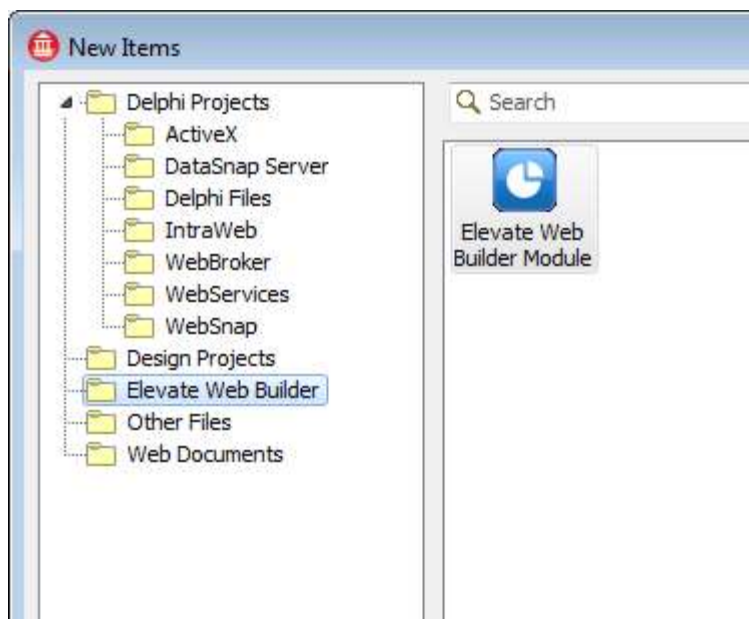 New Items
Delphi Projects
ActiveX
DataSnap Server
Delphi Files
IntraWeb
WebBroker
WebServices
WebSnap
Design Projects
Elevate Web Builder
Other Files
Web Documents
Search
Elevate Web
Builder Module